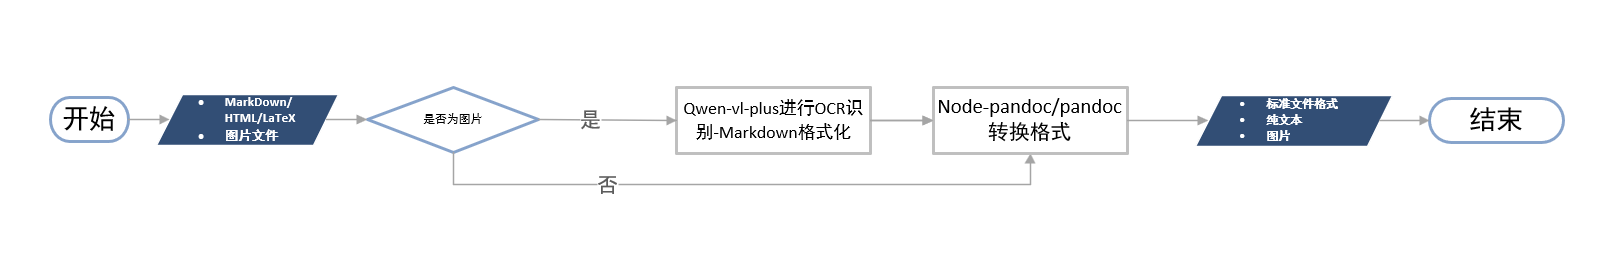 开始
• MarkDown/
HTML/LaTeX
• 图片文件
是否为图片
是
否
Qwen-vl-plus进行OCR识
别-Markdown格式化
Node-pandoc/pandoc
转换格式
• 标准文件格式
• 纯文本
• 图片
结束